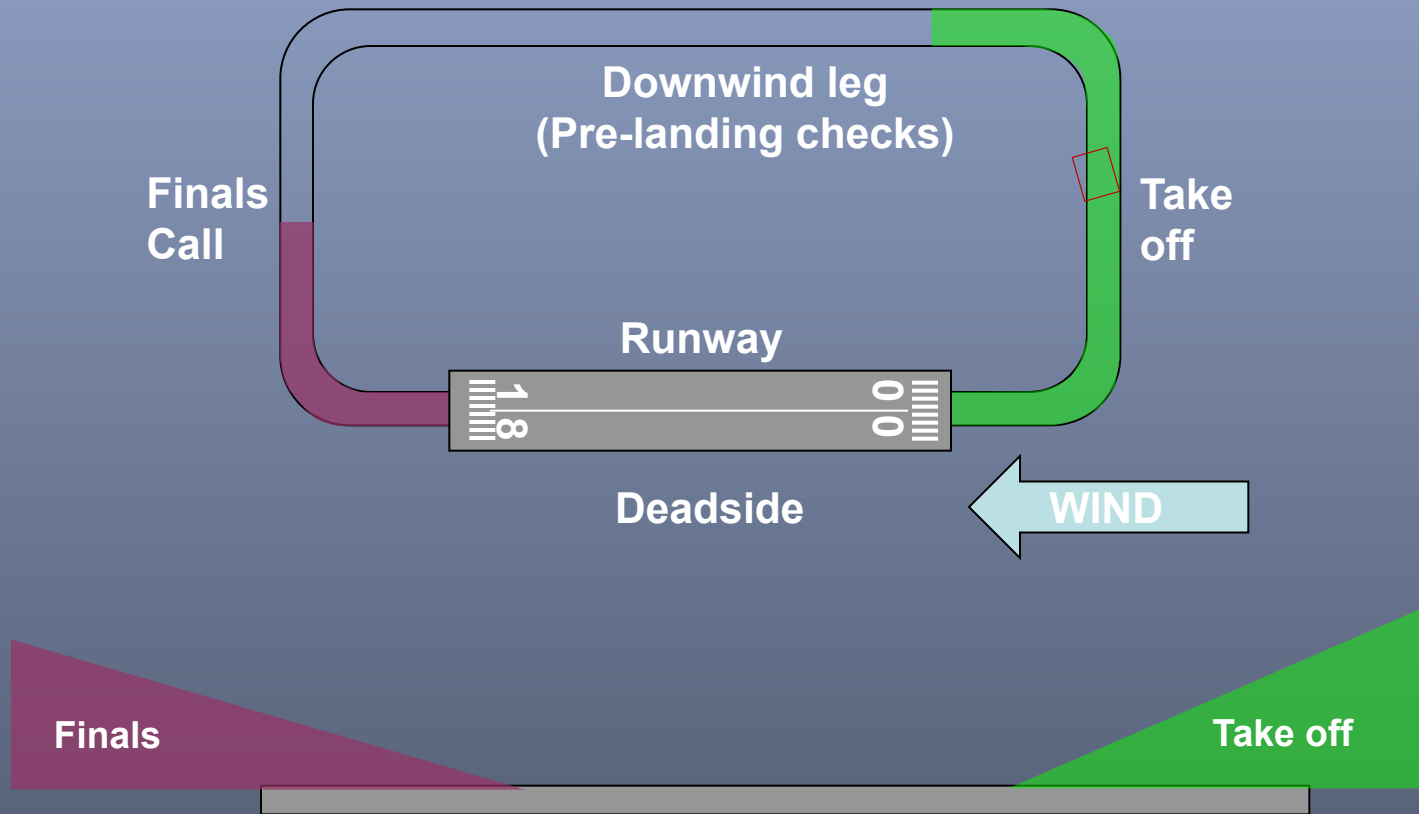 Downwind leg
(Pre-landing checks)
Finals
Call
Take
off
Runway
18
00
Deadside
WIND
Finals
Take off